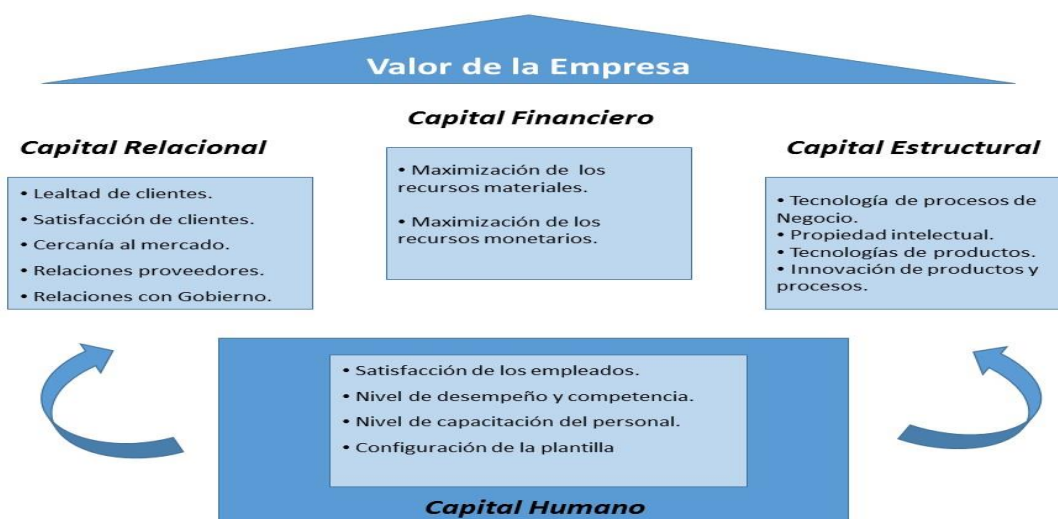 Valor de la Empresa
Capital Financiero
Capital Relacional
Capital Estructural
• Lealtad de clientes.
• Satisfacción de clientes.
• Cercanía al mercado.
• Relaciones proveedores.
• Relaciones con Gobierno.
• Maximización de los
recursos materiales.
• Maximización de los
recursos monetarios.
• Tecnología de procesos de
Negocio.
• Propiedad intelectual.
• Tecnologías de productos.
• Innovación de productos y
procesos.
• Satisfacción de los empleados.
• Nivel de desempeño y competencia.
• Nivel de capacitación del personal.
• Configuración de la plantilla
Capital Humano